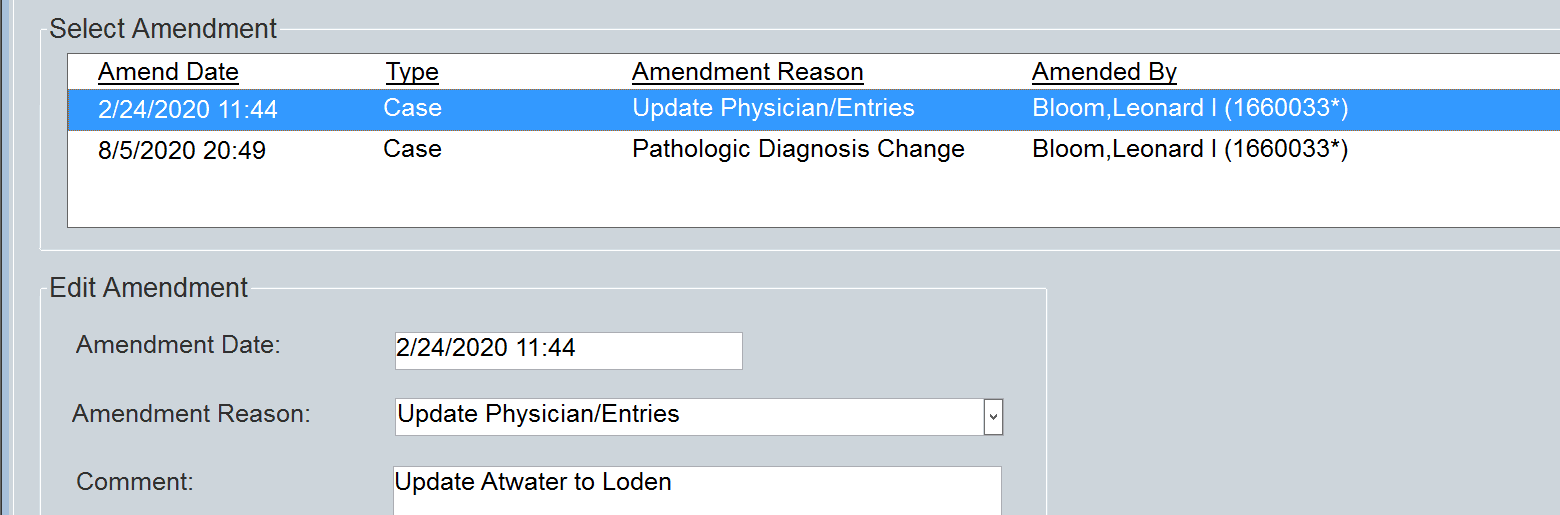 Select Amendment
Amend Date Type Amendment Reason Amended By
2/24/2020 11:44 Case Update Physician/Entries Bloom,Leonard I (1660033*)
8/5/2020 20:49 Case Pathologic Diagnosis Change Bloom,Leonard I (1660033*)
Edit Amendment
Amendment Date: 2/24/2020 11:44
Amendment Reason: Update Physician/Entries
Comment: Update Atwater to Loden